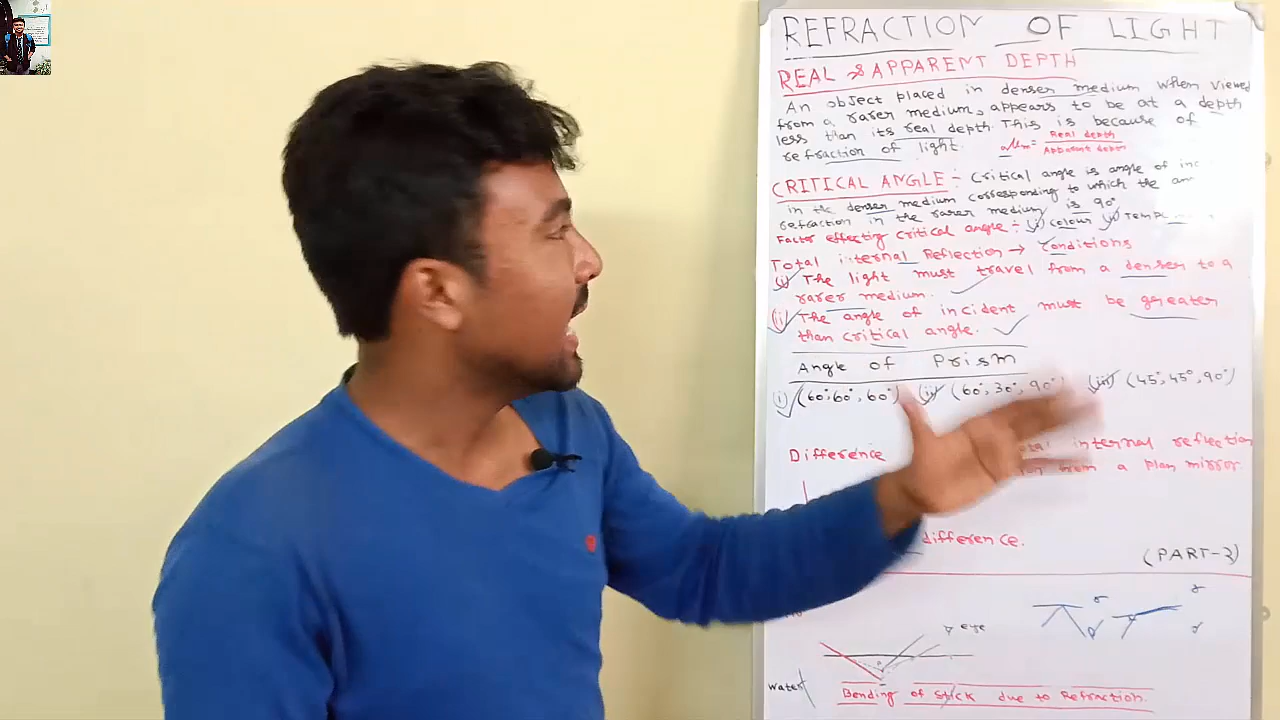 REFRACTION OF LIGHT
REAL & APPARENT DEPTH
An object placed in denser medium when viewed
from a rarer medium, appears to be at a depth
less than its real depth. This is because of
refraction of light. = Real depth
Apparent depth
CRITICAL ANGLE :- Critical angle is angle of inc
in the denser medium corresponding to which the an
refraction in the rarer medium is 90°
Factor effecting critical angle :- (i) colour (ii) Temp
Total internal Reflection → Conditions
(i) The light must travel from a denser to a
rarer medium.
(ii) The angle of incident must be greater
than critical angle.
Angle of Prism
(i) (60°, 60°, 60°) (ii) (60°, 30°, 90°) (iii) (45°, 45°, 90°)
Difference internal reflection
from a plan mirror.
difference.
(PART-3)
eye
water
Bending of stick due to Refraction.